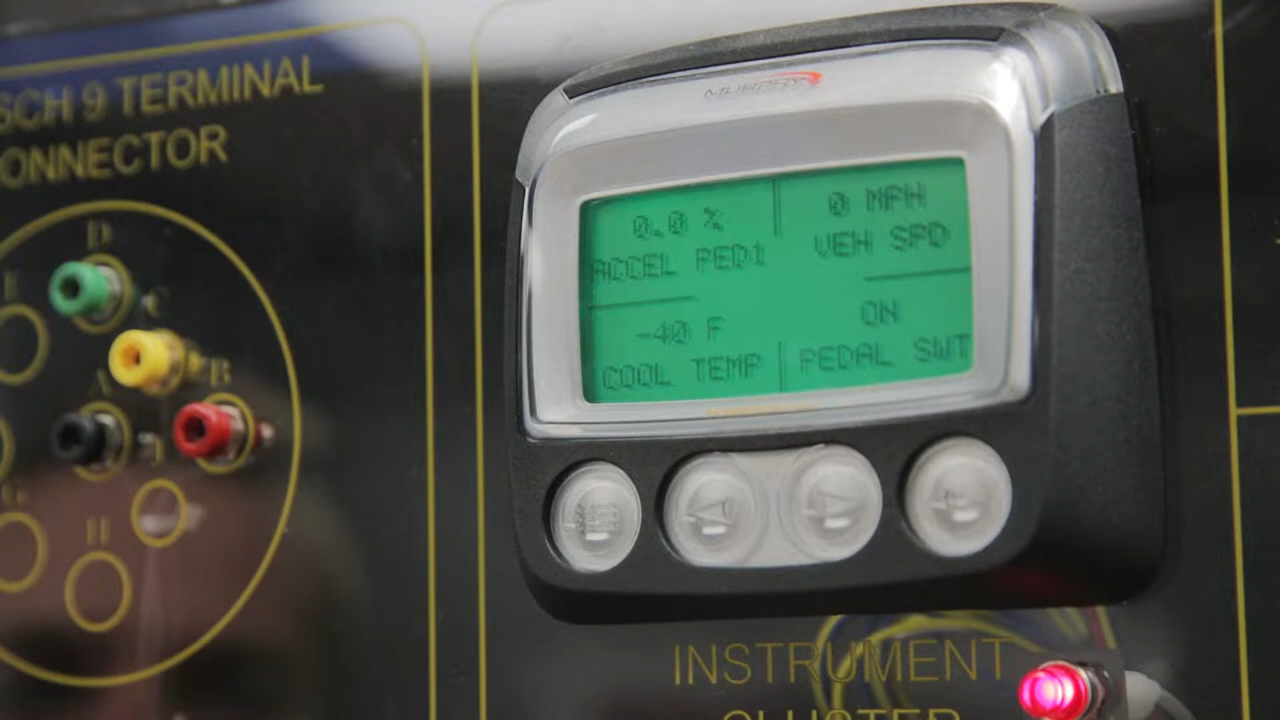 SCH 9 TERMINAL
ONNECTOR
D
C
A
B
J
H
MURPHY
0.0 %
ACCEL PED1
0 MPH
VEH SPD
-40 F
COOL TEMP
ON
PEDAL SWT
INSTRUMENT
CLUSTER